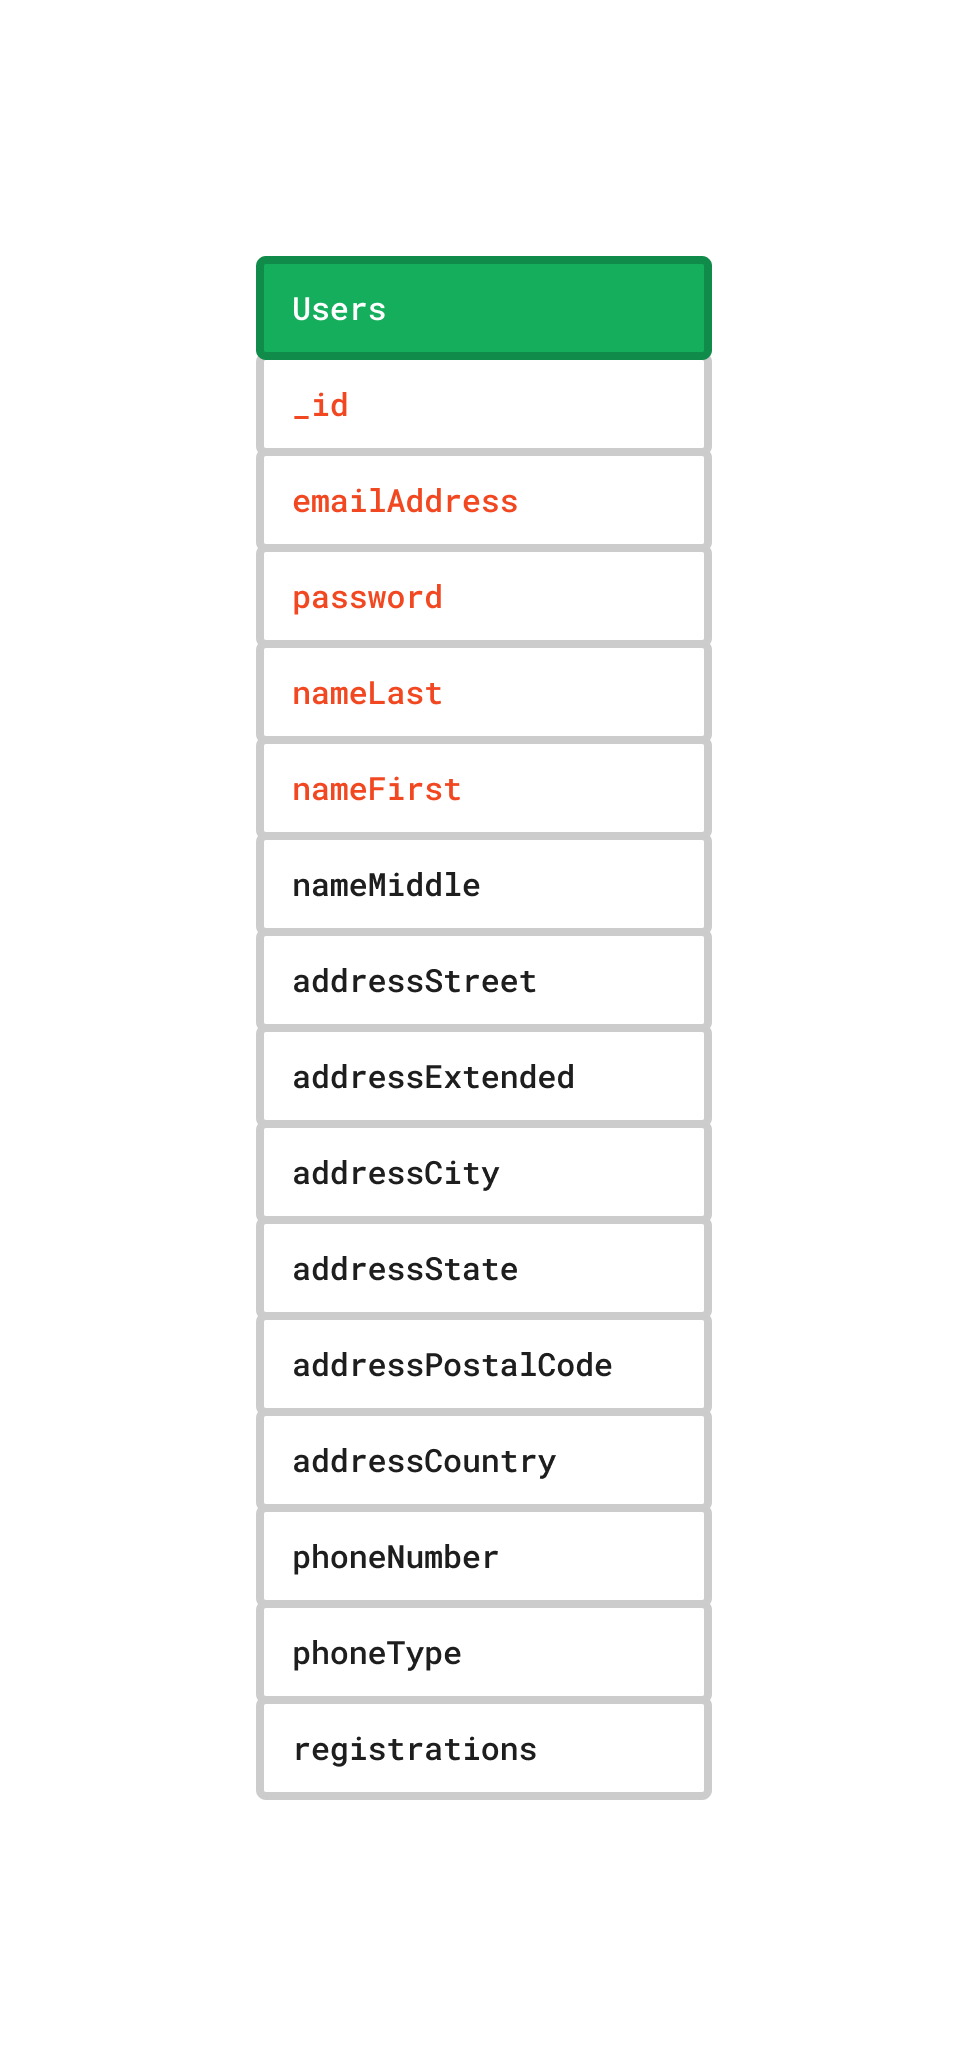 Users
_id
emailAddress
password
nameLast
nameFirst
nameMiddle
addressStreet
addressExtended
addressCity
addressState
addressPostalCode
addressCountry
phoneNumber
phoneType
registrations